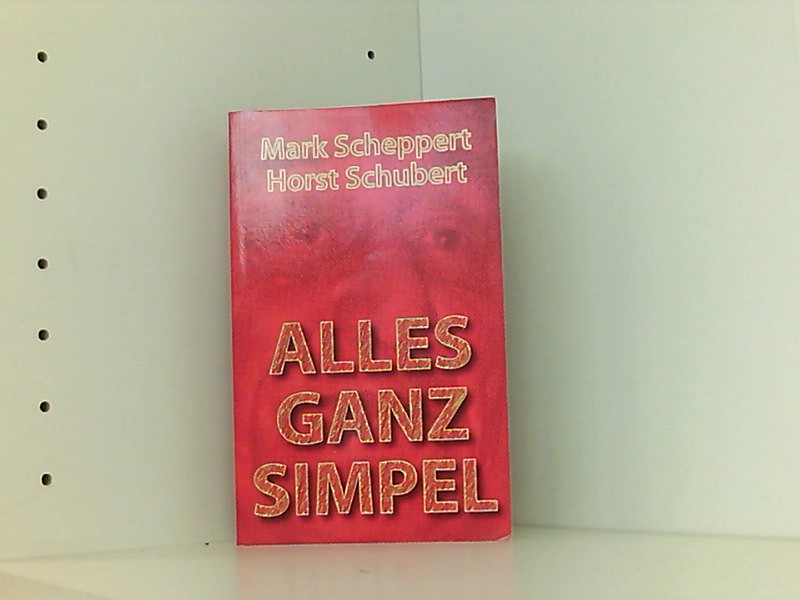 Mark Scheppert
Horst Schubert
ALLES
GANZ
SIMPEL